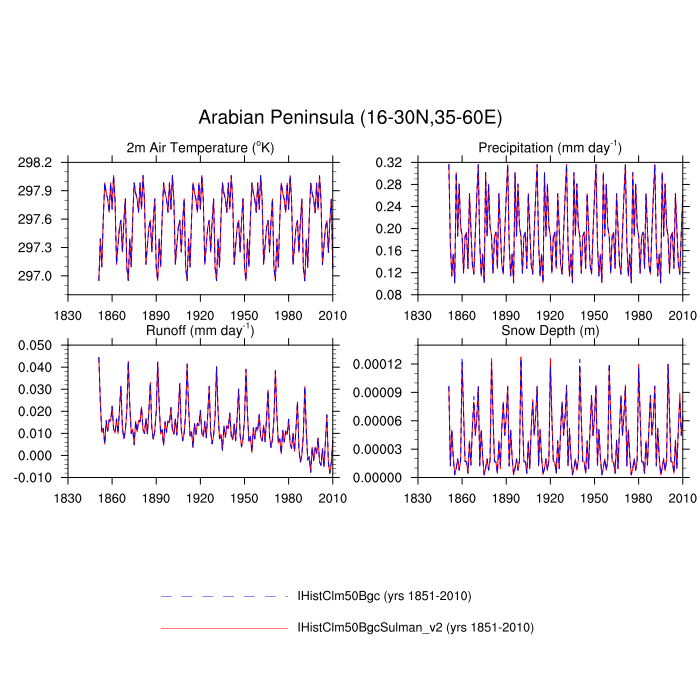 Arabian Peninsula (16-30N,35-60E)
2m Air Temperature (°K)
298.2
297.9
297.6
297.3
297.0
1830 1860 1890 1920 1950 1980 2010
Precipitation (mm day⁻¹)
0.32
0.28
0.24
0.20
0.16
0.12
0.08
1830 1860 1890 1920 1950 1980 2010
Runoff (mm day⁻¹)
0.050
0.040
0.030
0.020
0.010
0.000
-0.010
1830 1860 1890 1920 1950 1980 2010
Snow Depth (m)
0.00012
0.00009
0.00006
0.00003
0.00000
1830 1860 1890 1920 1950 1980 2010
IHistClm50Bgc (yrs 1851-2010)
IHistClm50BgcSulman_v2 (yrs 1851-2010)